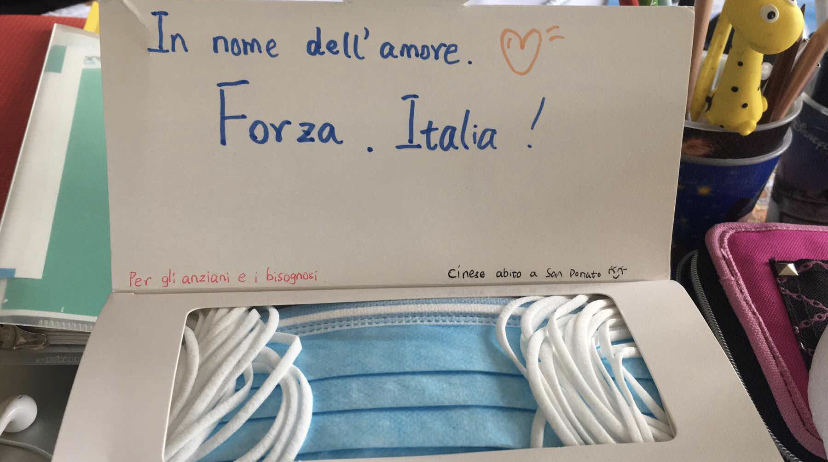 In nome dell'amore.
Forza . Italia !
Per gli anziani e i bisognosi.
Cinese abito a San Donato